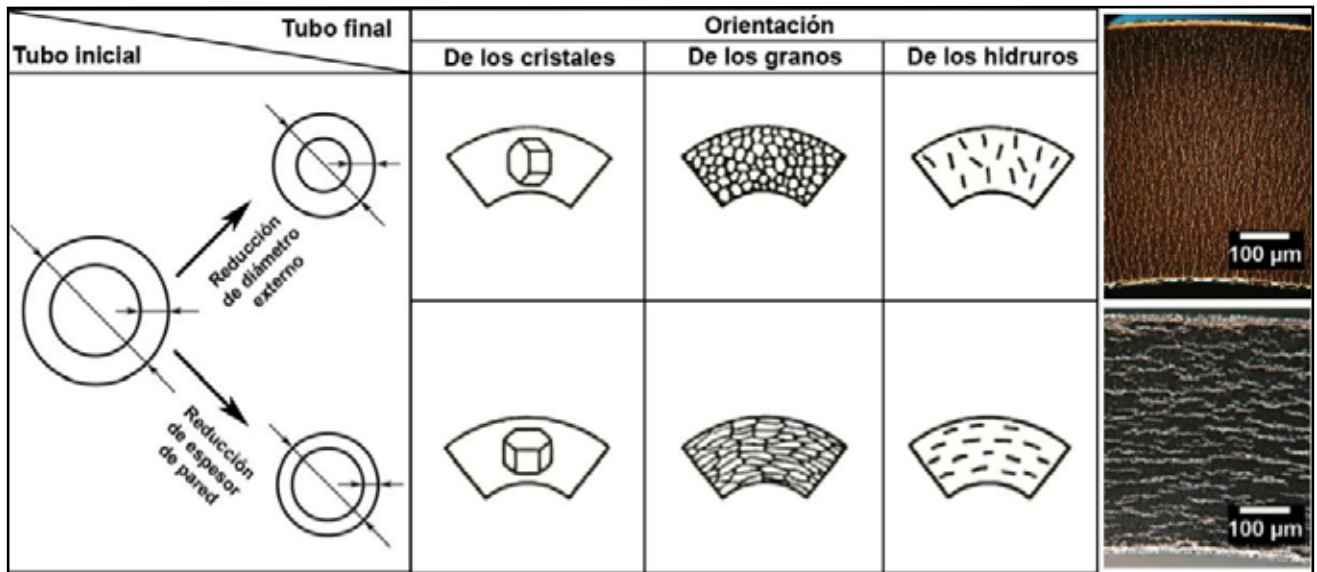 Tubo final
Tubo inicial
Orientación
De los cristales
De los granos
De los hidruros
Reducción
de diámetro
externo
Reducción
de espesor
de pared
100 µm
100 µm